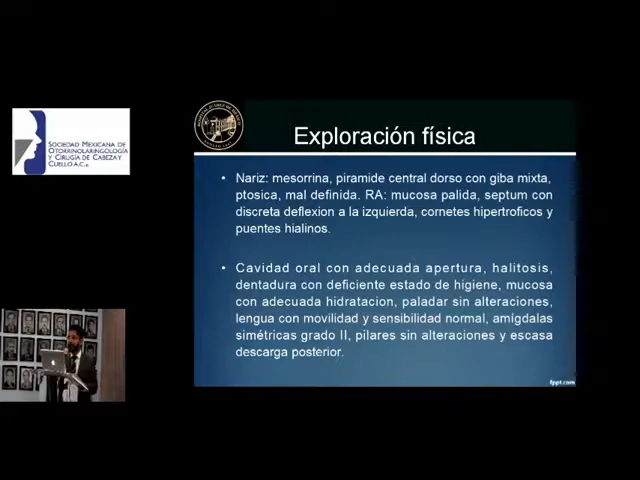 SOCIEDAD MEXICANA DE
OTORRINOLARINGOLOGÍA
Y CIRUGÍA DE CABEZA Y
CUELLO A.C.
Exploración física
• Nariz: mesorrina, piramide central dorso con giba mixta,
ptosica, mal definida. RA: mucosa palida, septum con
discreta deflexion a la izquierda, cornetes hipertroficos y
puentes hialinos.
• Cavidad oral con adecuada apertura, halitosis,
dentadura con deficiente estado de higiene, mucosa
con adecuada hidratacion, paladar sin alteraciones,
lengua con movilidad y sensibilidad normal, amígdalas
simétricas grado II, pilares sin alteraciones y escasa
descarga posterior.
fppt.com